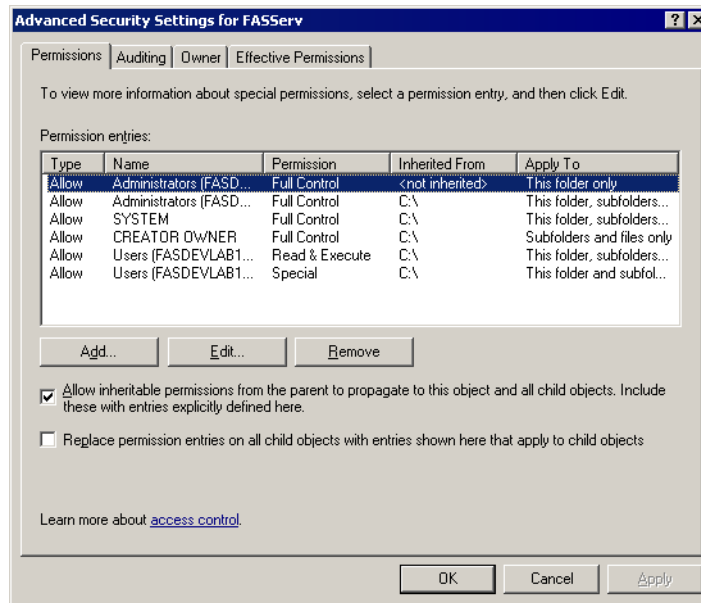 Advanced Security Settings for FASServ
Permissions Auditing Owner Effective Permissions
To view more information about special permissions, select a permission entry, and then click Edit.
Permission entries:
Type Name Permission Inherited From Apply To
Allow Administrators (FASD... Full Control <not inherited> This folder only
Allow Administrators (FASD... Full Control C:\ This folder, subfolders...
Allow SYSTEM Full Control C:\ This folder, subfolders...
Allow CREATOR OWNER Full Control C:\ Subfolders and files only
Allow Users (FASDEVLAB1... Read & Execute C:\ This folder, subfolders...
Allow Users (FASDEVLAB1... Special C:\ This folder and subfol...
Add... Edit... Remove
Allow inheritable permissions from the parent to propagate to this object and all child objects. Include
these with entries explicitly defined here.
Replace permission entries on all child objects with entries shown here that apply to child objects
Learn more about access control.
OK Cancel Apply